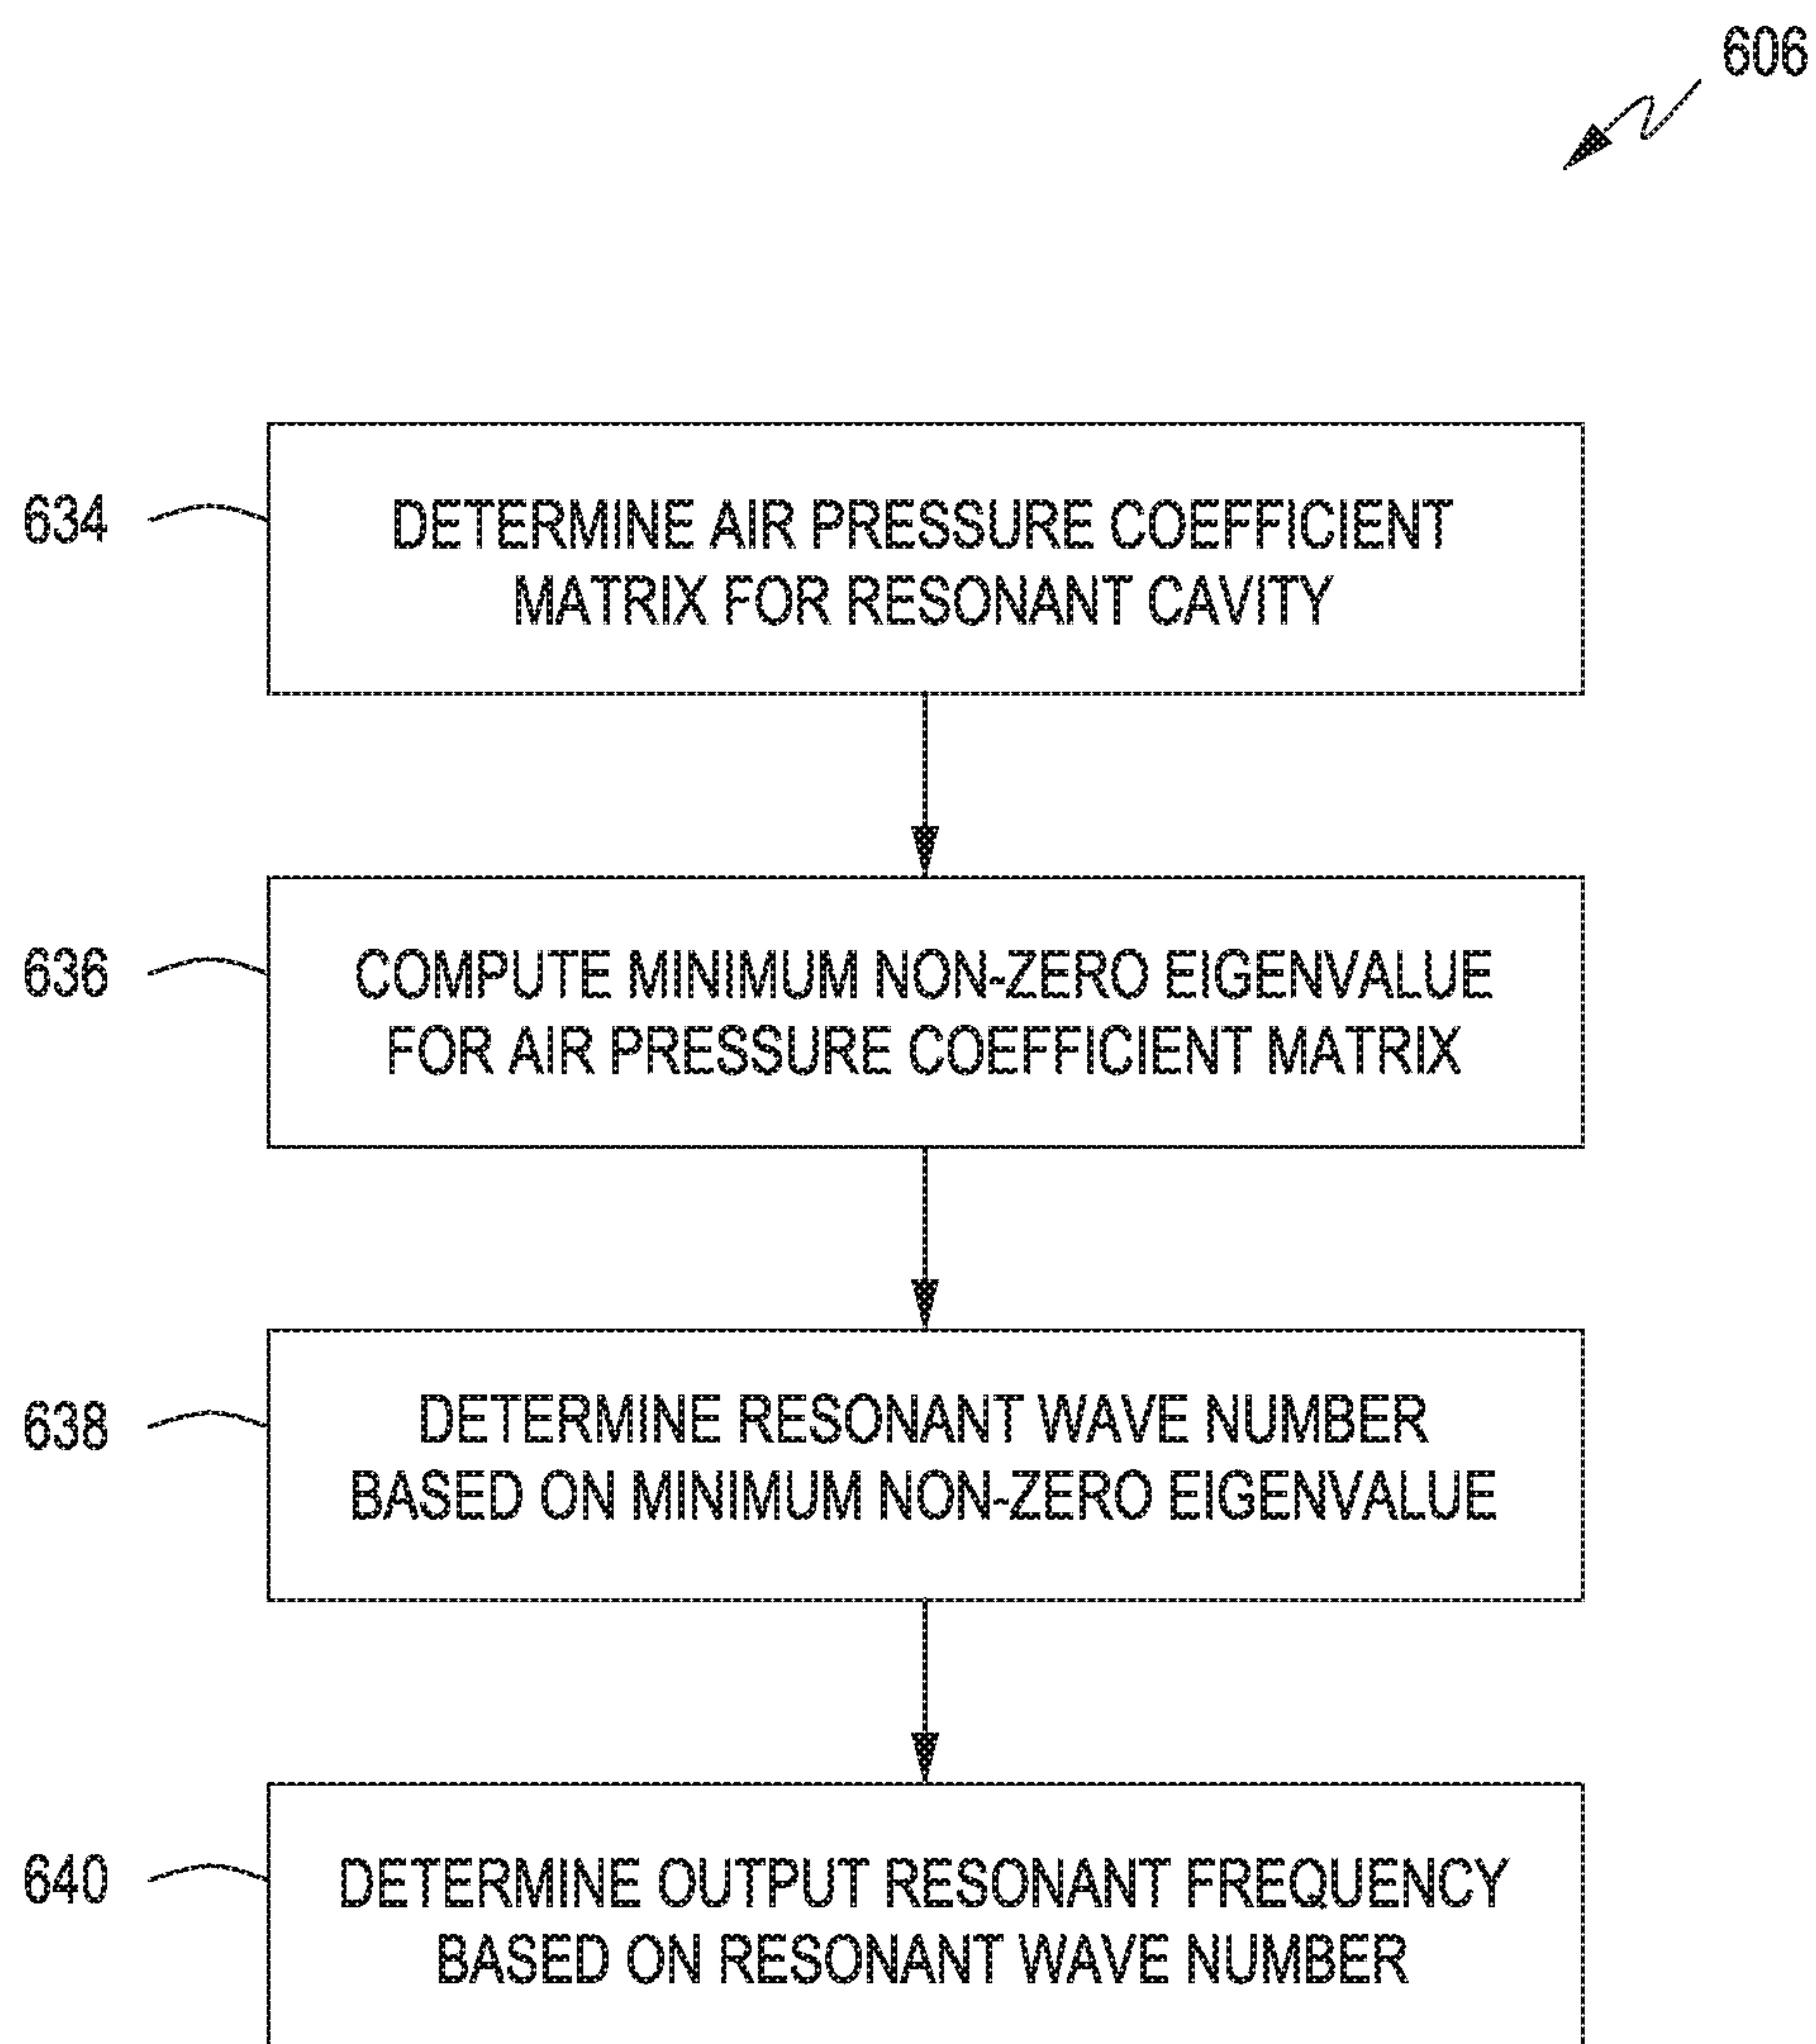 606
634
DETERMINE AIR PRESSURE COEFFICIENT
MATRIX FOR RESONANT CAVITY
636
COMPUTE MINIMUM NON-ZERO EIGENVALUE
FOR AIR PRESSURE COEFFICIENT MATRIX
638
DETERMINE RESONANT WAVE NUMBER
BASED ON MINIMUM NON-ZERO EIGENVALUE
640
DETERMINE OUTPUT RESONANT FREQUENCY
BASED ON RESONANT WAVE NUMBER